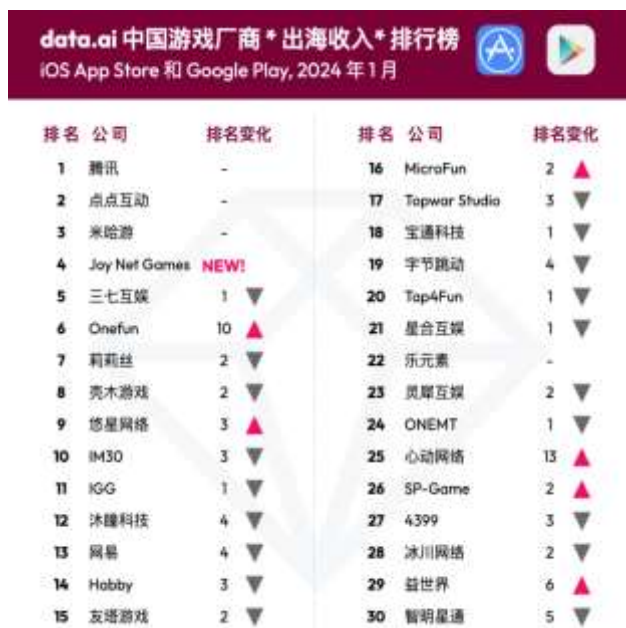 data.ai 中国游戏厂商 * 出海收入* 排行榜
iOS App Store 和 Google Play, 2024 年 1 月
排名 公司 排名变化
1 腾讯 -
2 点点互动 -
3 米哈游 -
4 Joy Net Games NEW!
5 三七互娱 1 ▼
6 Onefun 10 ▲
7 莉莉丝 2 ▼
8 壳木游戏 2 ▼
9 悠星网络 3 ▲
10 IM30 3 ▼
11 IGG 1 ▼
12 沐瞳科技 4 ▼
13 网易 4 ▼
14 Habby 3 ▼
15 友塔游戏 2 ▼
排名 公司 排名变化
16 MicroFun 2 ▲
17 Topwar Studio 3 ▼
18 宝通科技 1 ▼
19 字节跳动 4 ▼
20 Tap4Fun 1 ▼
21 星合互娱 1 ▼
22 乐元素 -
23 灵犀互娱 2 ▼
24 ONEMT 1 ▼
25 心动网络 13 ▲
26 SP-Game 2 ▲
27 4399 3 ▼
28 冰川网络 2 ▼
29 益世界 6 ▲
30 智明星通 5 ▼